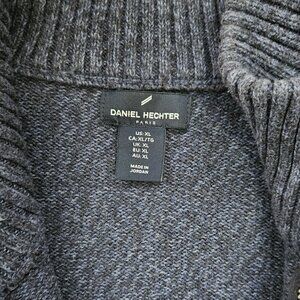 DANIEL HECHTER
PARIS
US: XL
CA: XL/TG
UK: XL
EU: XL
AU: XL
MADE IN
JORDAN